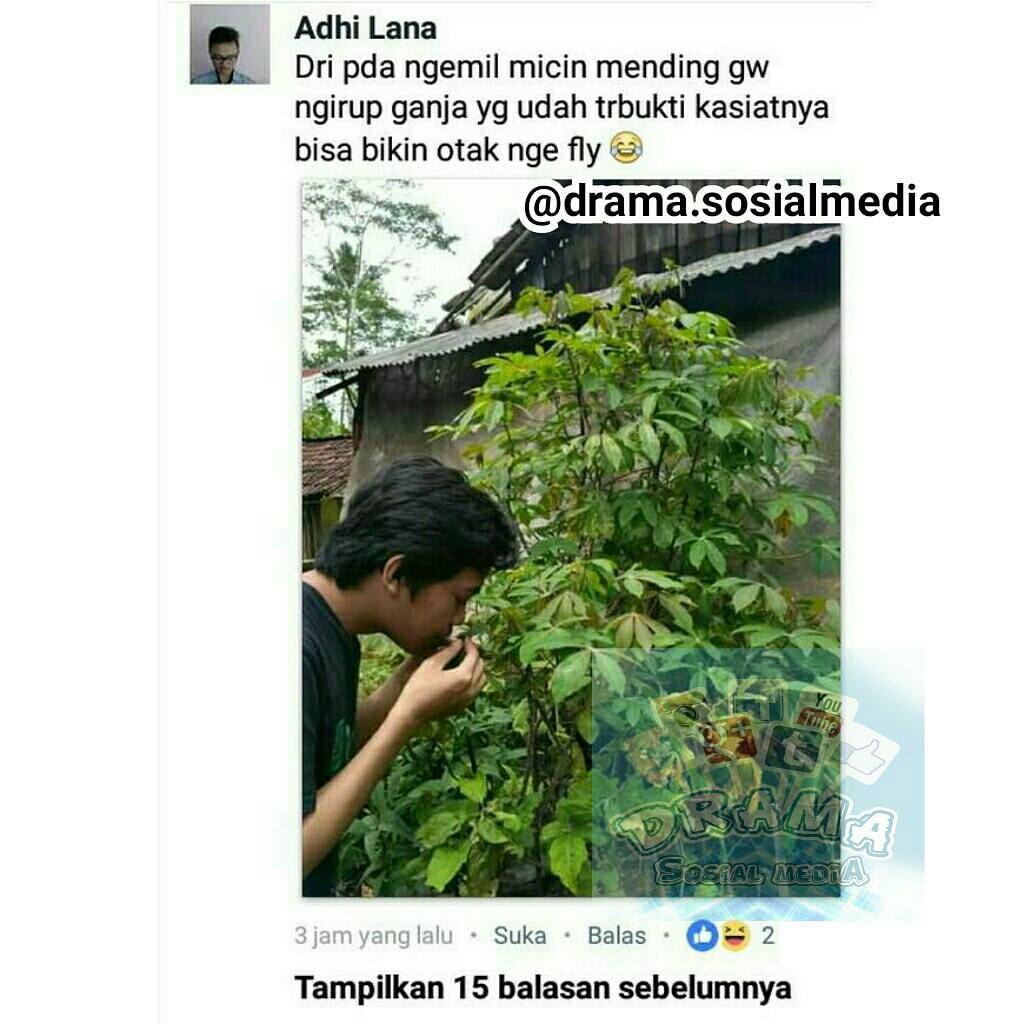 Adhi Lana
Dri pda ngemil micin mending gw
ngirup ganja yg udah trbukti kasiatnya
bisa bikin otak nge fly 😂
@drama.sosialmedia
You
Tube
DRAMA
SOSIAL MEDIA
3 jam yang lalu • Suka • Balas • 2
Tampilkan 15 balasan sebelumnya